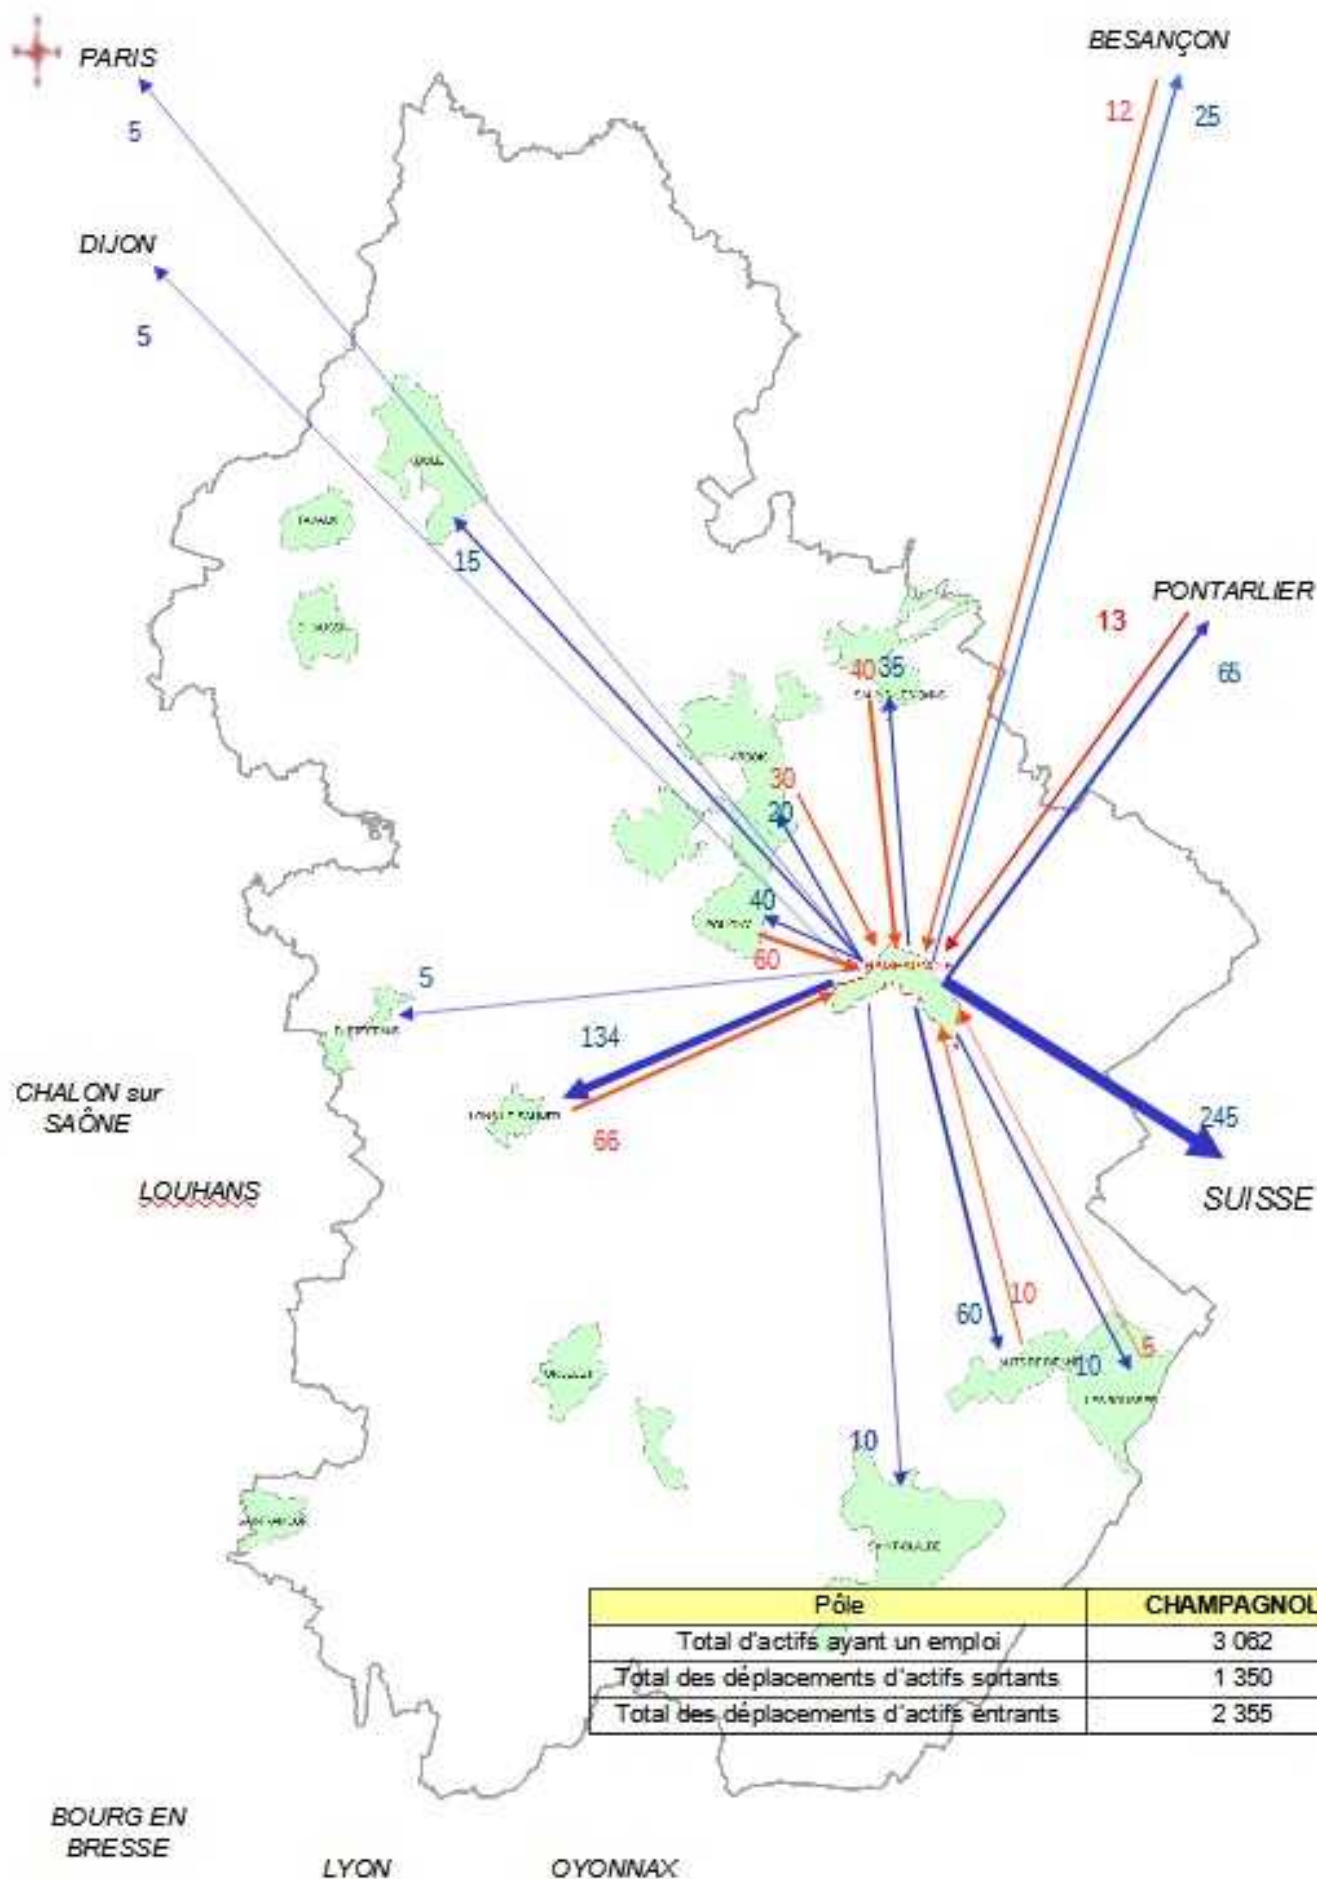 PARIS
BESANÇON
5
12
25
DIJON
5
15
PONTARLIER
13
65
40
35
30
20
40
60
5
134
CHALON sur
SAÔNE
66
245
LOUHANS
SUISSE
60
10
10
5
10
Pôle CHAMPAGNOL
Total d'actifs ayant un emploi 3 062
Total des déplacements d'actifs sortants 1 350
Total des déplacements d'actifs entrants 2 355
BOURG EN
BRESSE
LYON
OYONNAX